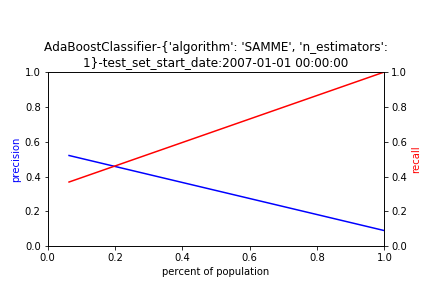 AdaBoostClassifier-{'algorithm': 'SAMME', 'n_estimators':
1}-test_set_start_date:2007-01-01 00:00:00
1.0
0.8
0.6
0.4
0.2
0.0
precision
1.0
0.8
0.6
0.4
0.2
0.0
recall
0.0 0.2 0.4 0.6 0.8 1.0
percent of population